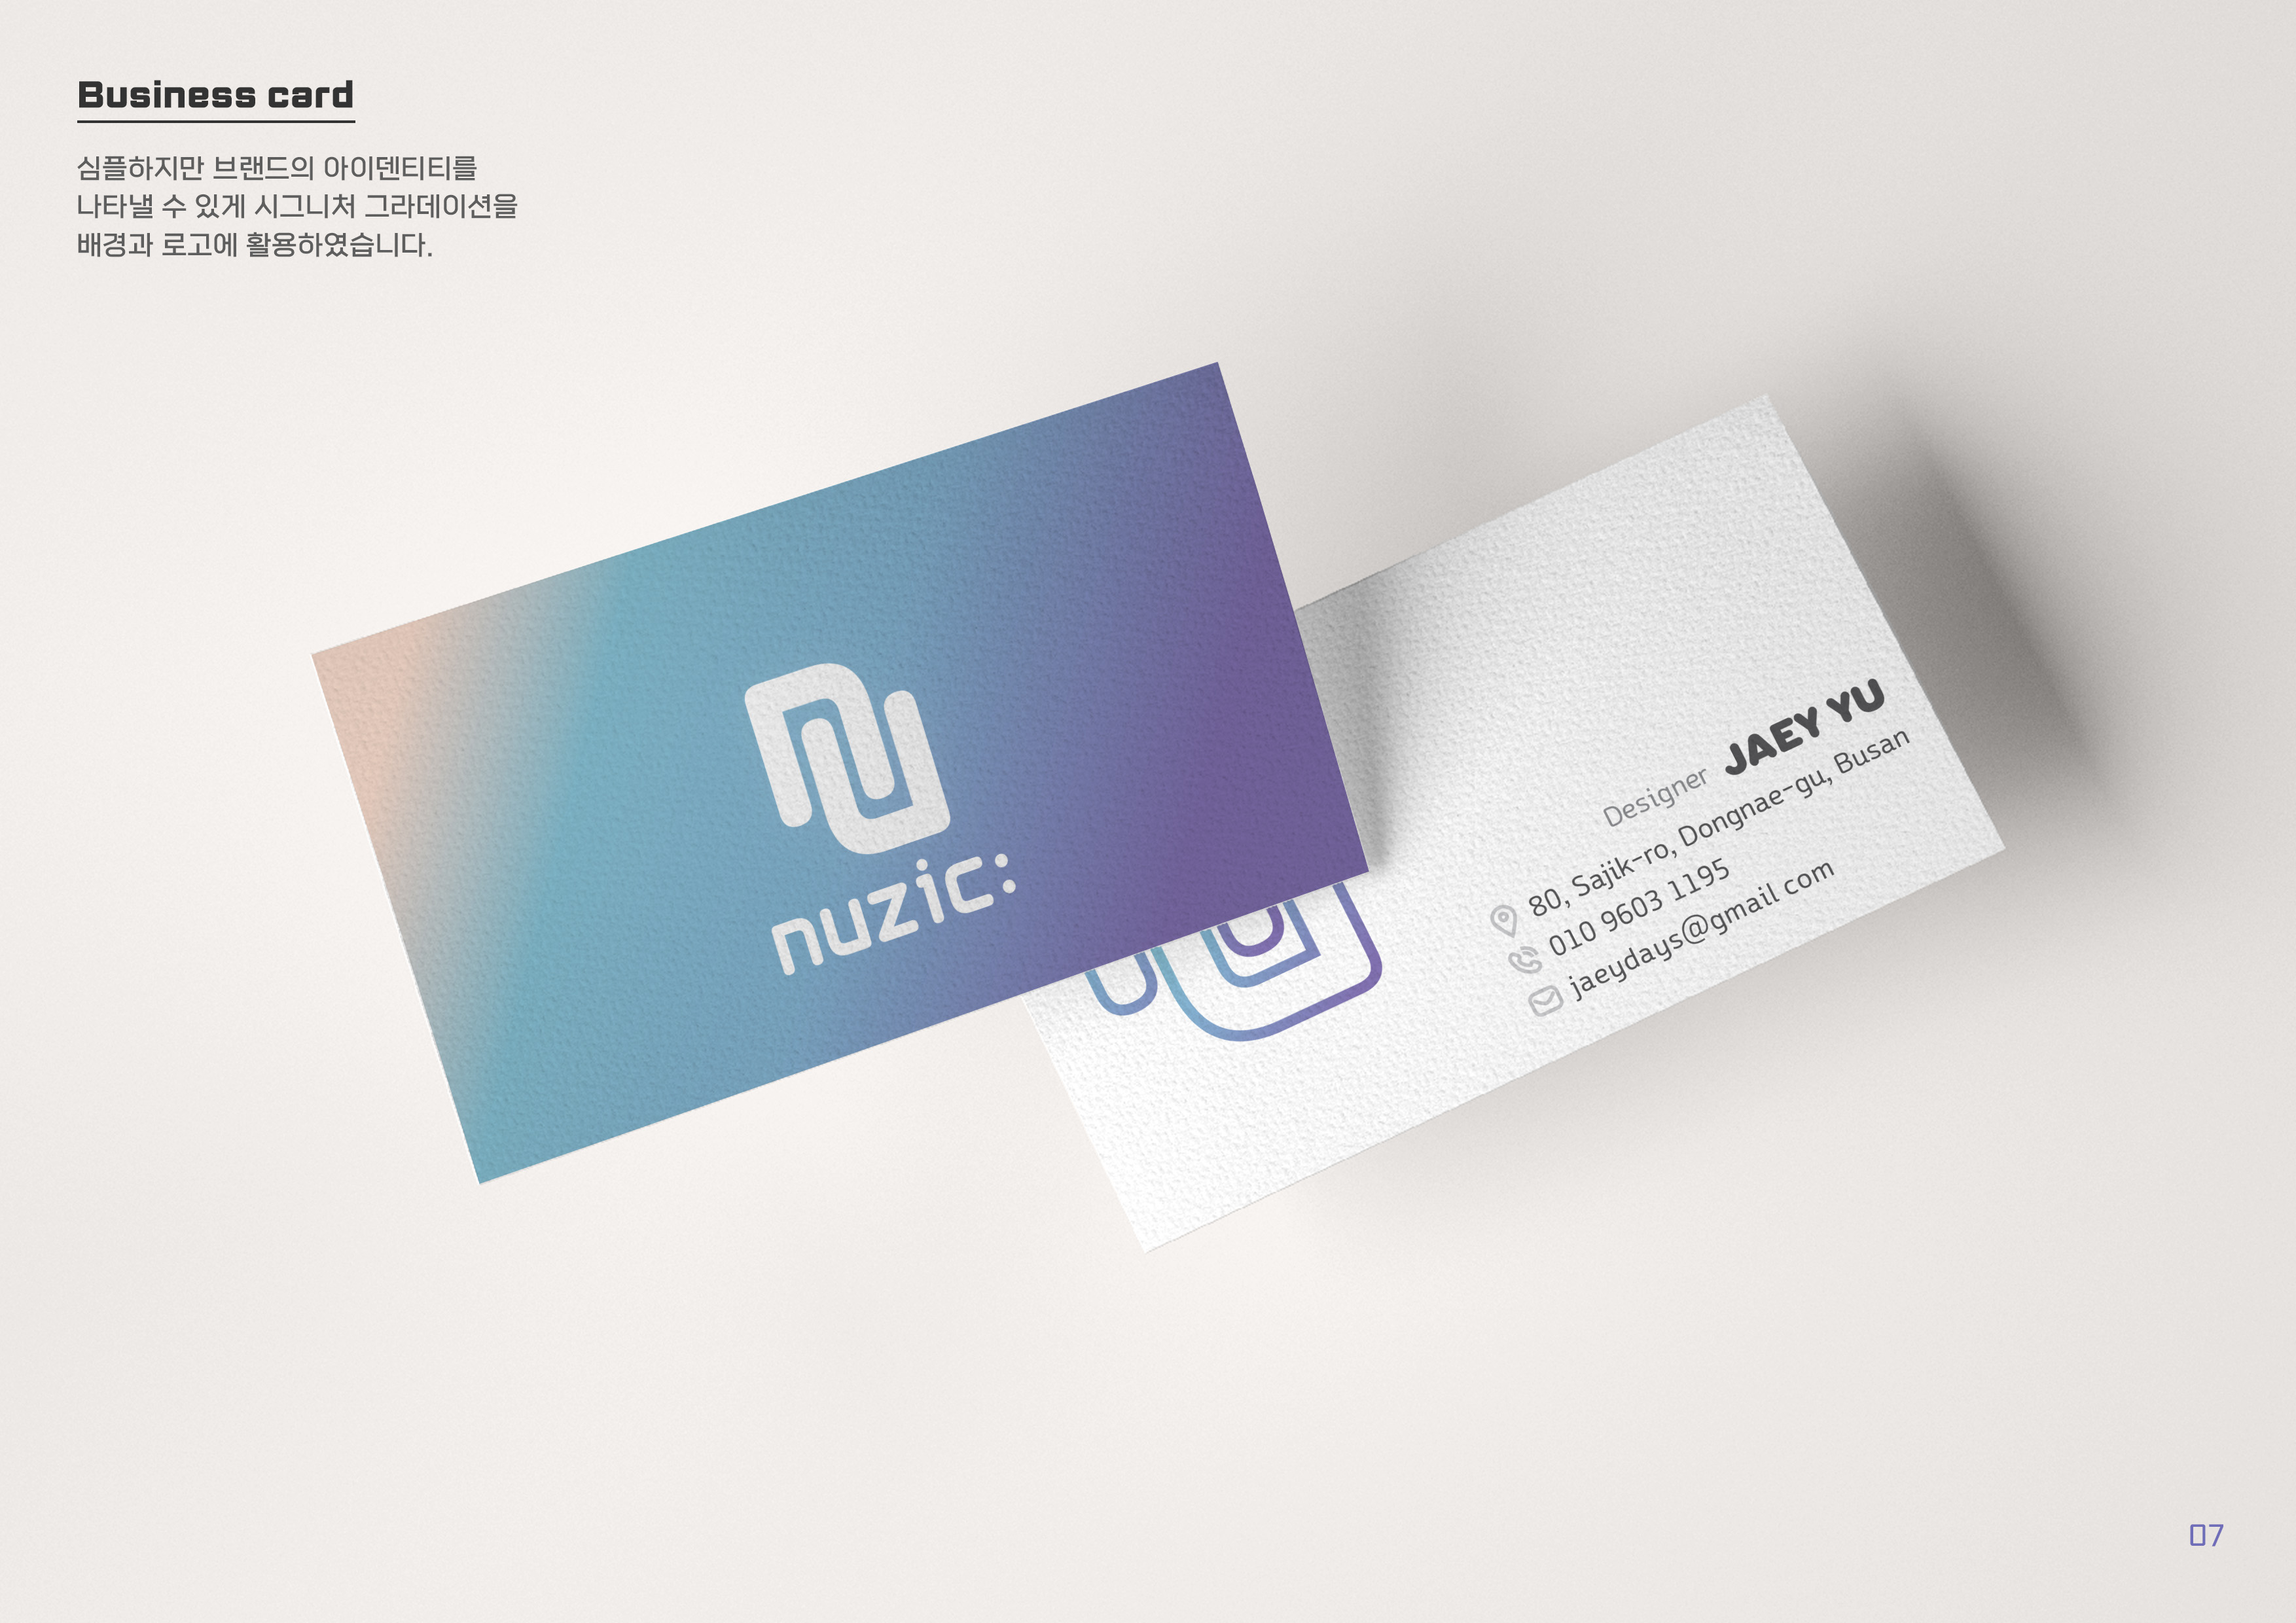 Business card
심플하지만 브랜드의 아이덴티티를
나타낼 수 있게 시그니처 그라데이션을
배경과 로고에 활용하였습니다.
nuzic:
Designer JAEY YU
80, Sajik-ro, Dongnae-gu, Busan
010 9603 1195
jaeydays@gmail com
07